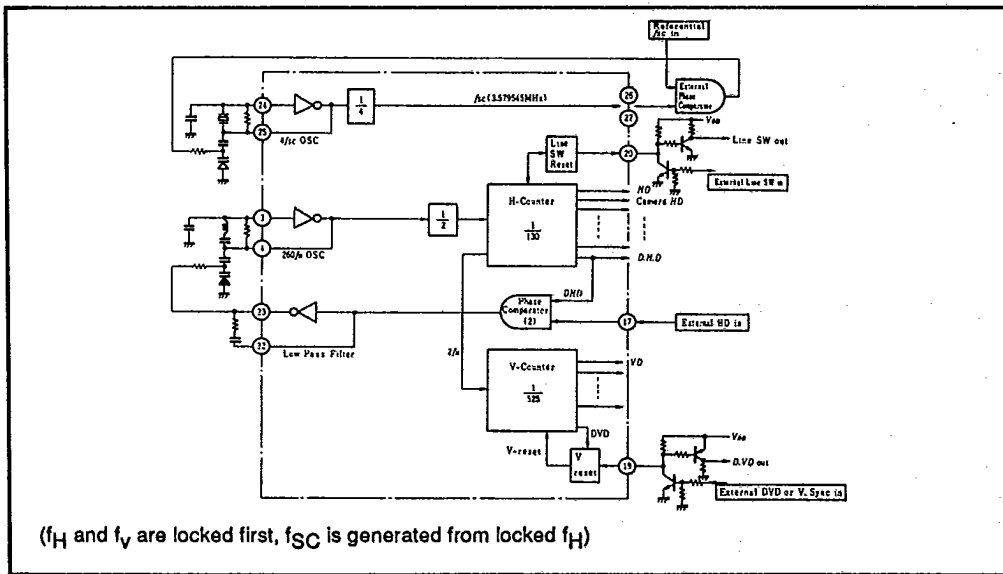 Referential
fsc in
External
Phase
Comparator
24
25
1/4
fsc (3.579545MHz)
26
27
4fsc OSC
Line
SW
Reset
20
Line SW out
External Line SW in
HD
Camera HD
3
4
260fH OSC
1/2
H-Counter
1/130
D.H.D
DHD
Phase
Comparator
(2)
17
External HD in
23
22
Low Pass Filter
2fH
V-Counter
1/525
VD
DVD
V-reset
V
reset
19
D.VD out
External DVD or V. Sync in
(fH and fV are locked first, fSC is generated from locked fH)